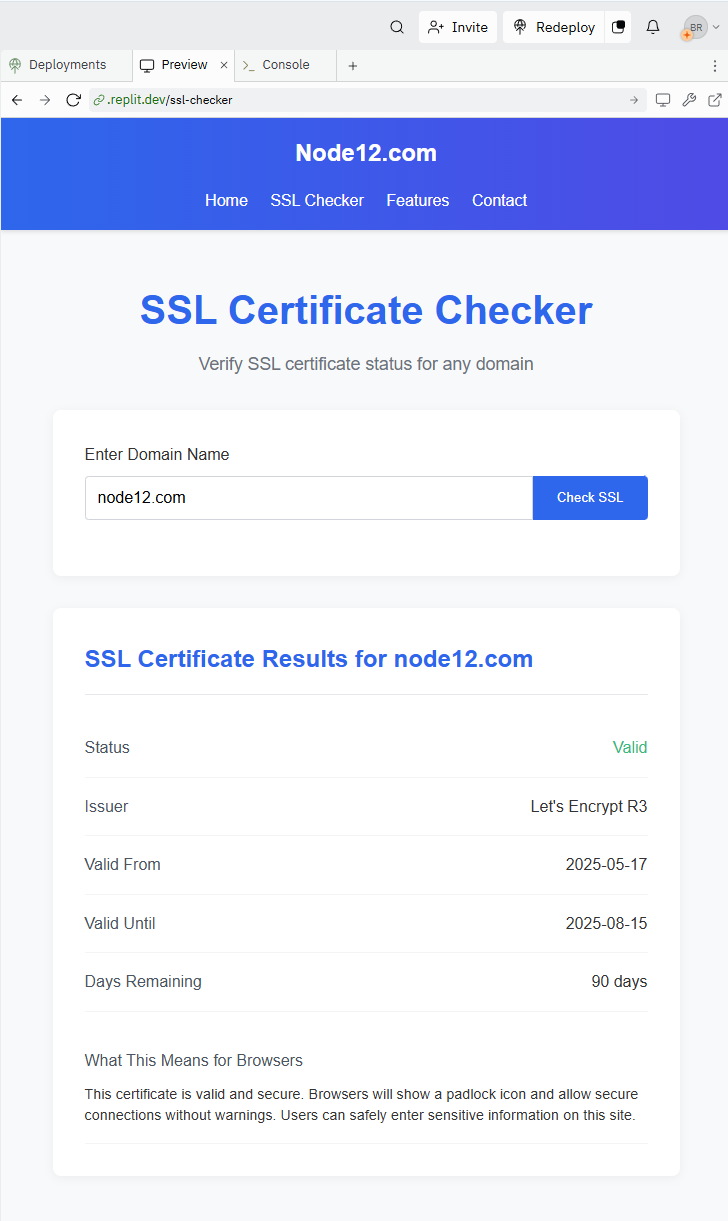 Invite
Redeploy
BR
Deployments
Preview
Console
.replit.dev/ssl-checker
Node12.com
Home SSL Checker Features Contact
SSL Certificate Checker
Verify SSL certificate status for any domain
Enter Domain Name
node12.com
Check SSL
SSL Certificate Results for node12.com
Status Valid
Issuer Let's Encrypt R3
Valid From 2025-05-17
Valid Until 2025-08-15
Days Remaining 90 days
What This Means for Browsers
This certificate is valid and secure. Browsers will show a padlock icon and allow secure
connections without warnings. Users can safely enter sensitive information on this site.